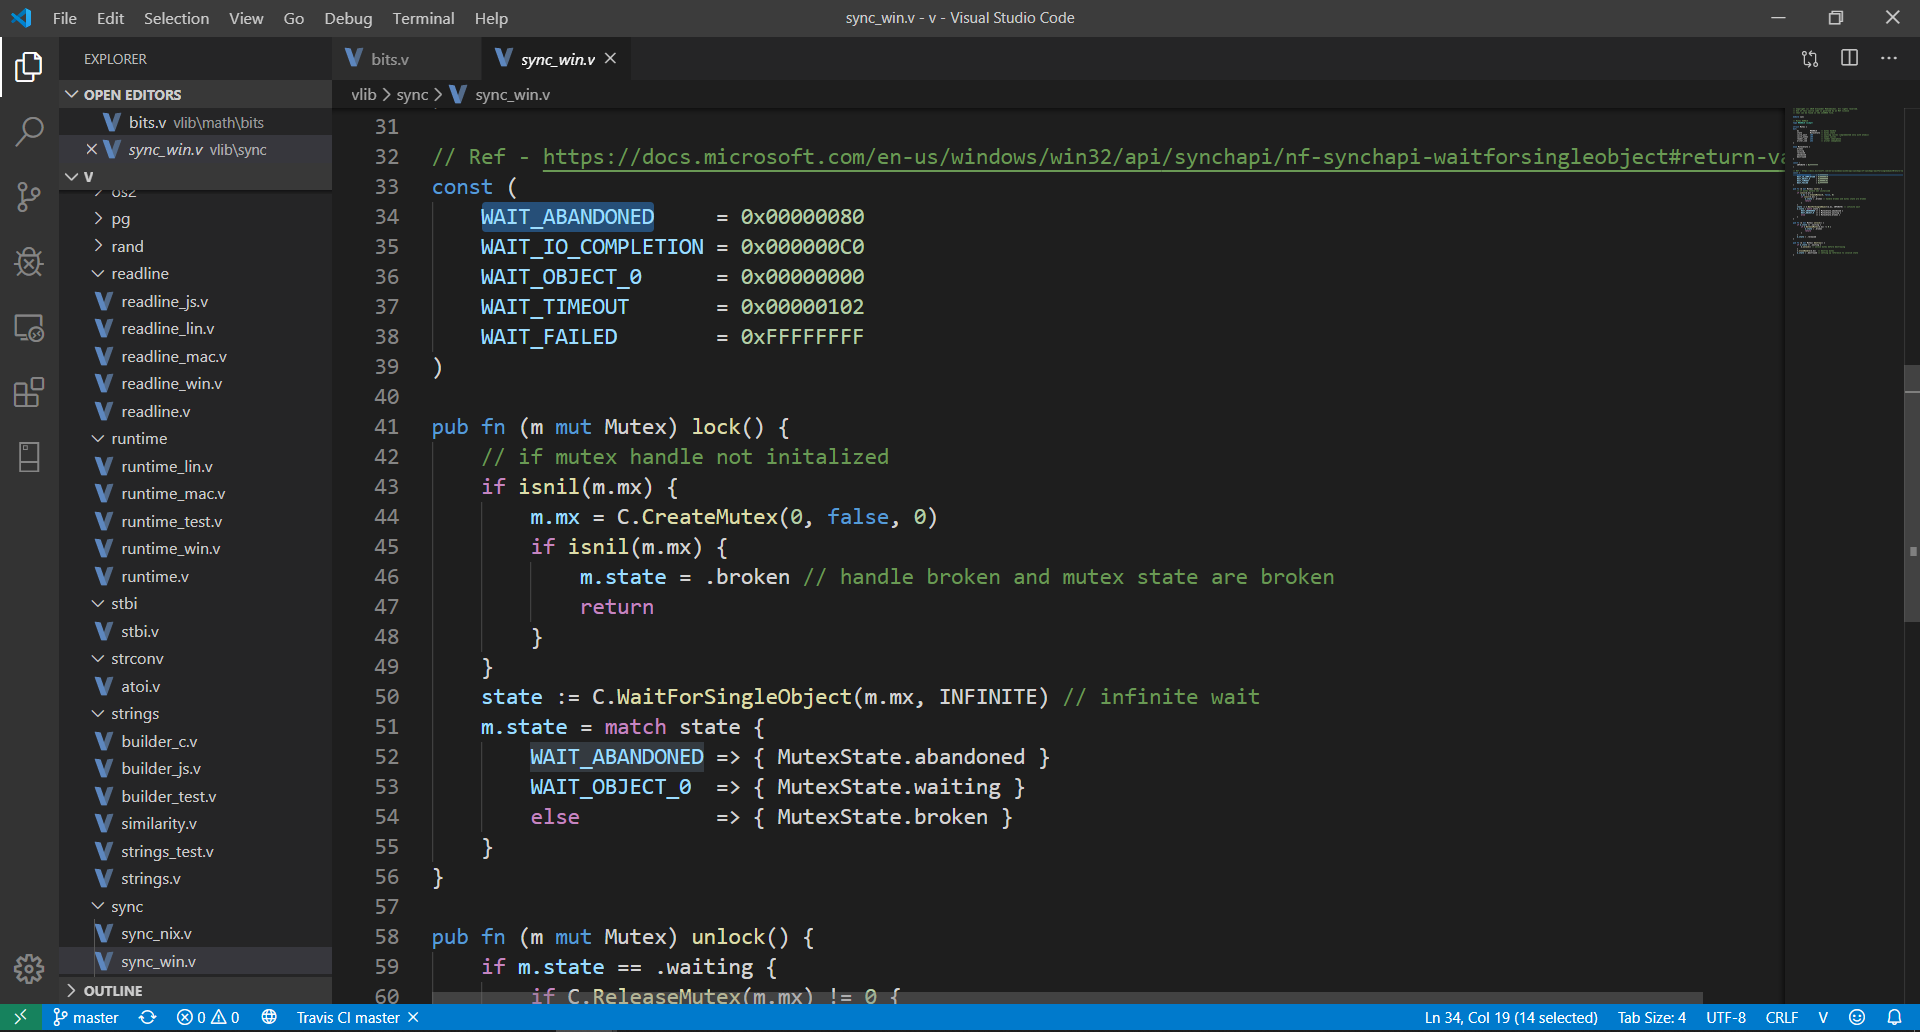 File Edit Selection View Go Debug Terminal Help
sync_win.v - v - Visual Studio Code
EXPLORER
OPEN EDITORS
bits.v vlib\math\bits
sync_win.v vlib\sync
V
os2
pg
rand
readline
readline_js.v
readline_lin.v
readline_mac.v
readline_win.v
readline.v
runtime
runtime_lin.v
runtime_mac.v
runtime_test.v
runtime_win.v
runtime.v
stbi
stbi.v
strconv
atoi.v
strings
builder_c.v
builder_js.v
builder_test.v
similarity.v
strings_test.v
strings.v
sync
sync_nix.v
sync_win.v
OUTLINE
bits.v
sync_win.v
vlib > sync > sync_win.v
31
32 // Ref - https://docs.microsoft.com/en-us/windows/win32/api/synchapi/nf-synchapi-waitforsingleobject#return-va
33 const (
34 WAIT_ABANDONED = 0x00000080
35 WAIT_IO_COMPLETION = 0x000000C0
36 WAIT_OBJECT_0 = 0x00000000
37 WAIT_TIMEOUT = 0x00000102
38 WAIT_FAILED = 0xFFFFFFFF
39 )
40
41 pub fn (m mut Mutex) lock() {
42 // if mutex handle not initalized
43 if isnil(m.mx) {
44 m.mx = C.CreateMutex(0, false, 0)
45 if isnil(m.mx) {
46 m.state = .broken // handle broken and mutex state are broken
47 return
48 }
49 }
50 state := C.WaitForSingleObject(m.mx, INFINITE) // infinite wait
51 m.state = match state {
52 WAIT_ABANDONED => { MutexState.abandoned }
53 WAIT_OBJECT_0 => { MutexState.waiting }
54 else => { MutexState.broken }
55 }
56 }
57
58 pub fn (m mut Mutex) unlock() {
59 if m.state == .waiting {
60 if C.ReleaseMutex(m.mx) != 0 {
master 0 0 Travis CI master Ln 34, Col 19 (14 selected) Tab Size: 4 UTF-8 CRLF V